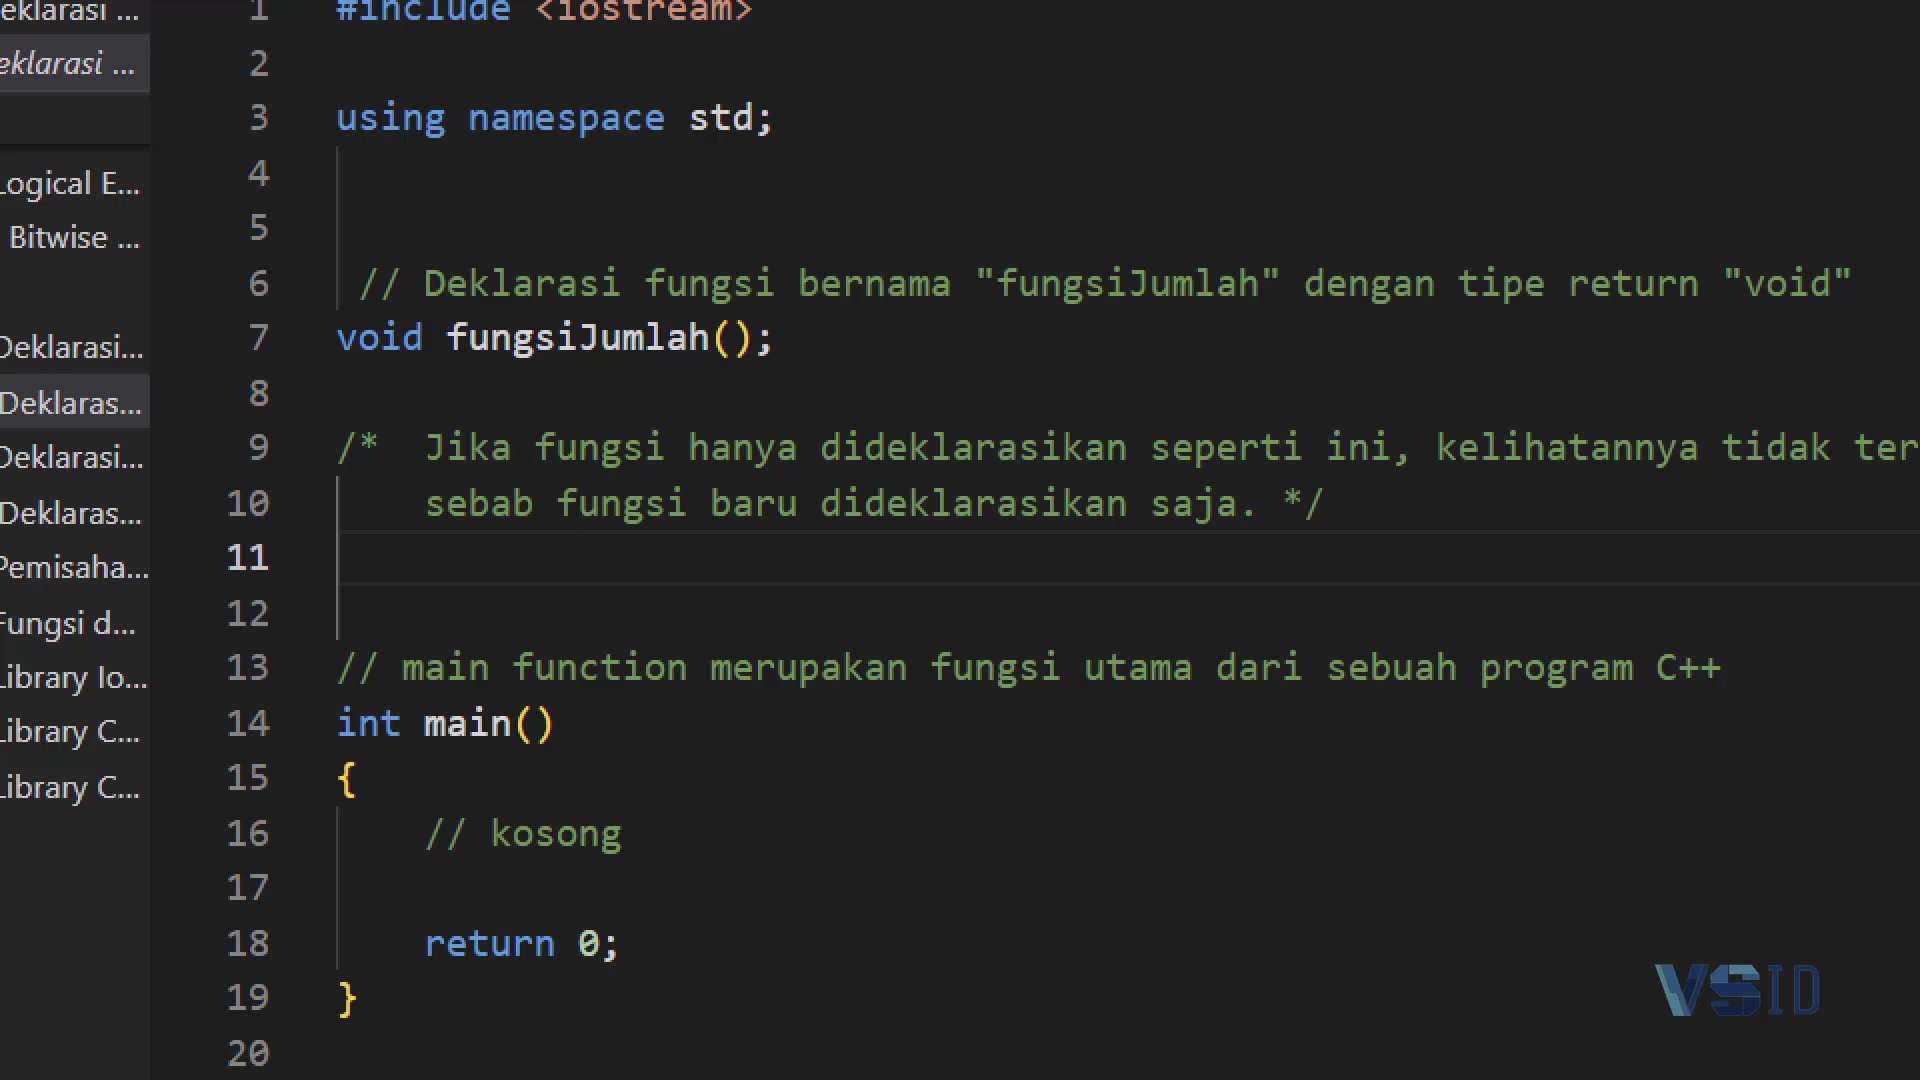 eklarasi ...
eklarasi ...
Logical E...
Bitwise ...
Deklarasi...
Deklaras...
Deklarasi...
Deklaras...
Pemisaha...
Fungsi d...
Library Io...
Library C...
Library C...
1 #include <iostream>
2
3 using namespace std;
4
5
6 // Deklarasi fungsi bernama "fungsiJumlah" dengan tipe return "void"
7 void fungsiJumlah();
8
9 /* Jika fungsi hanya dideklarasikan seperti ini, kelihatannya tidak ter
10 sebab fungsi baru dideklarasikan saja. */
11
12
13 // main function merupakan fungsi utama dari sebuah program C++
14 int main()
15 {
16 // kosong
17
18 return 0;
19 }
20
VSID